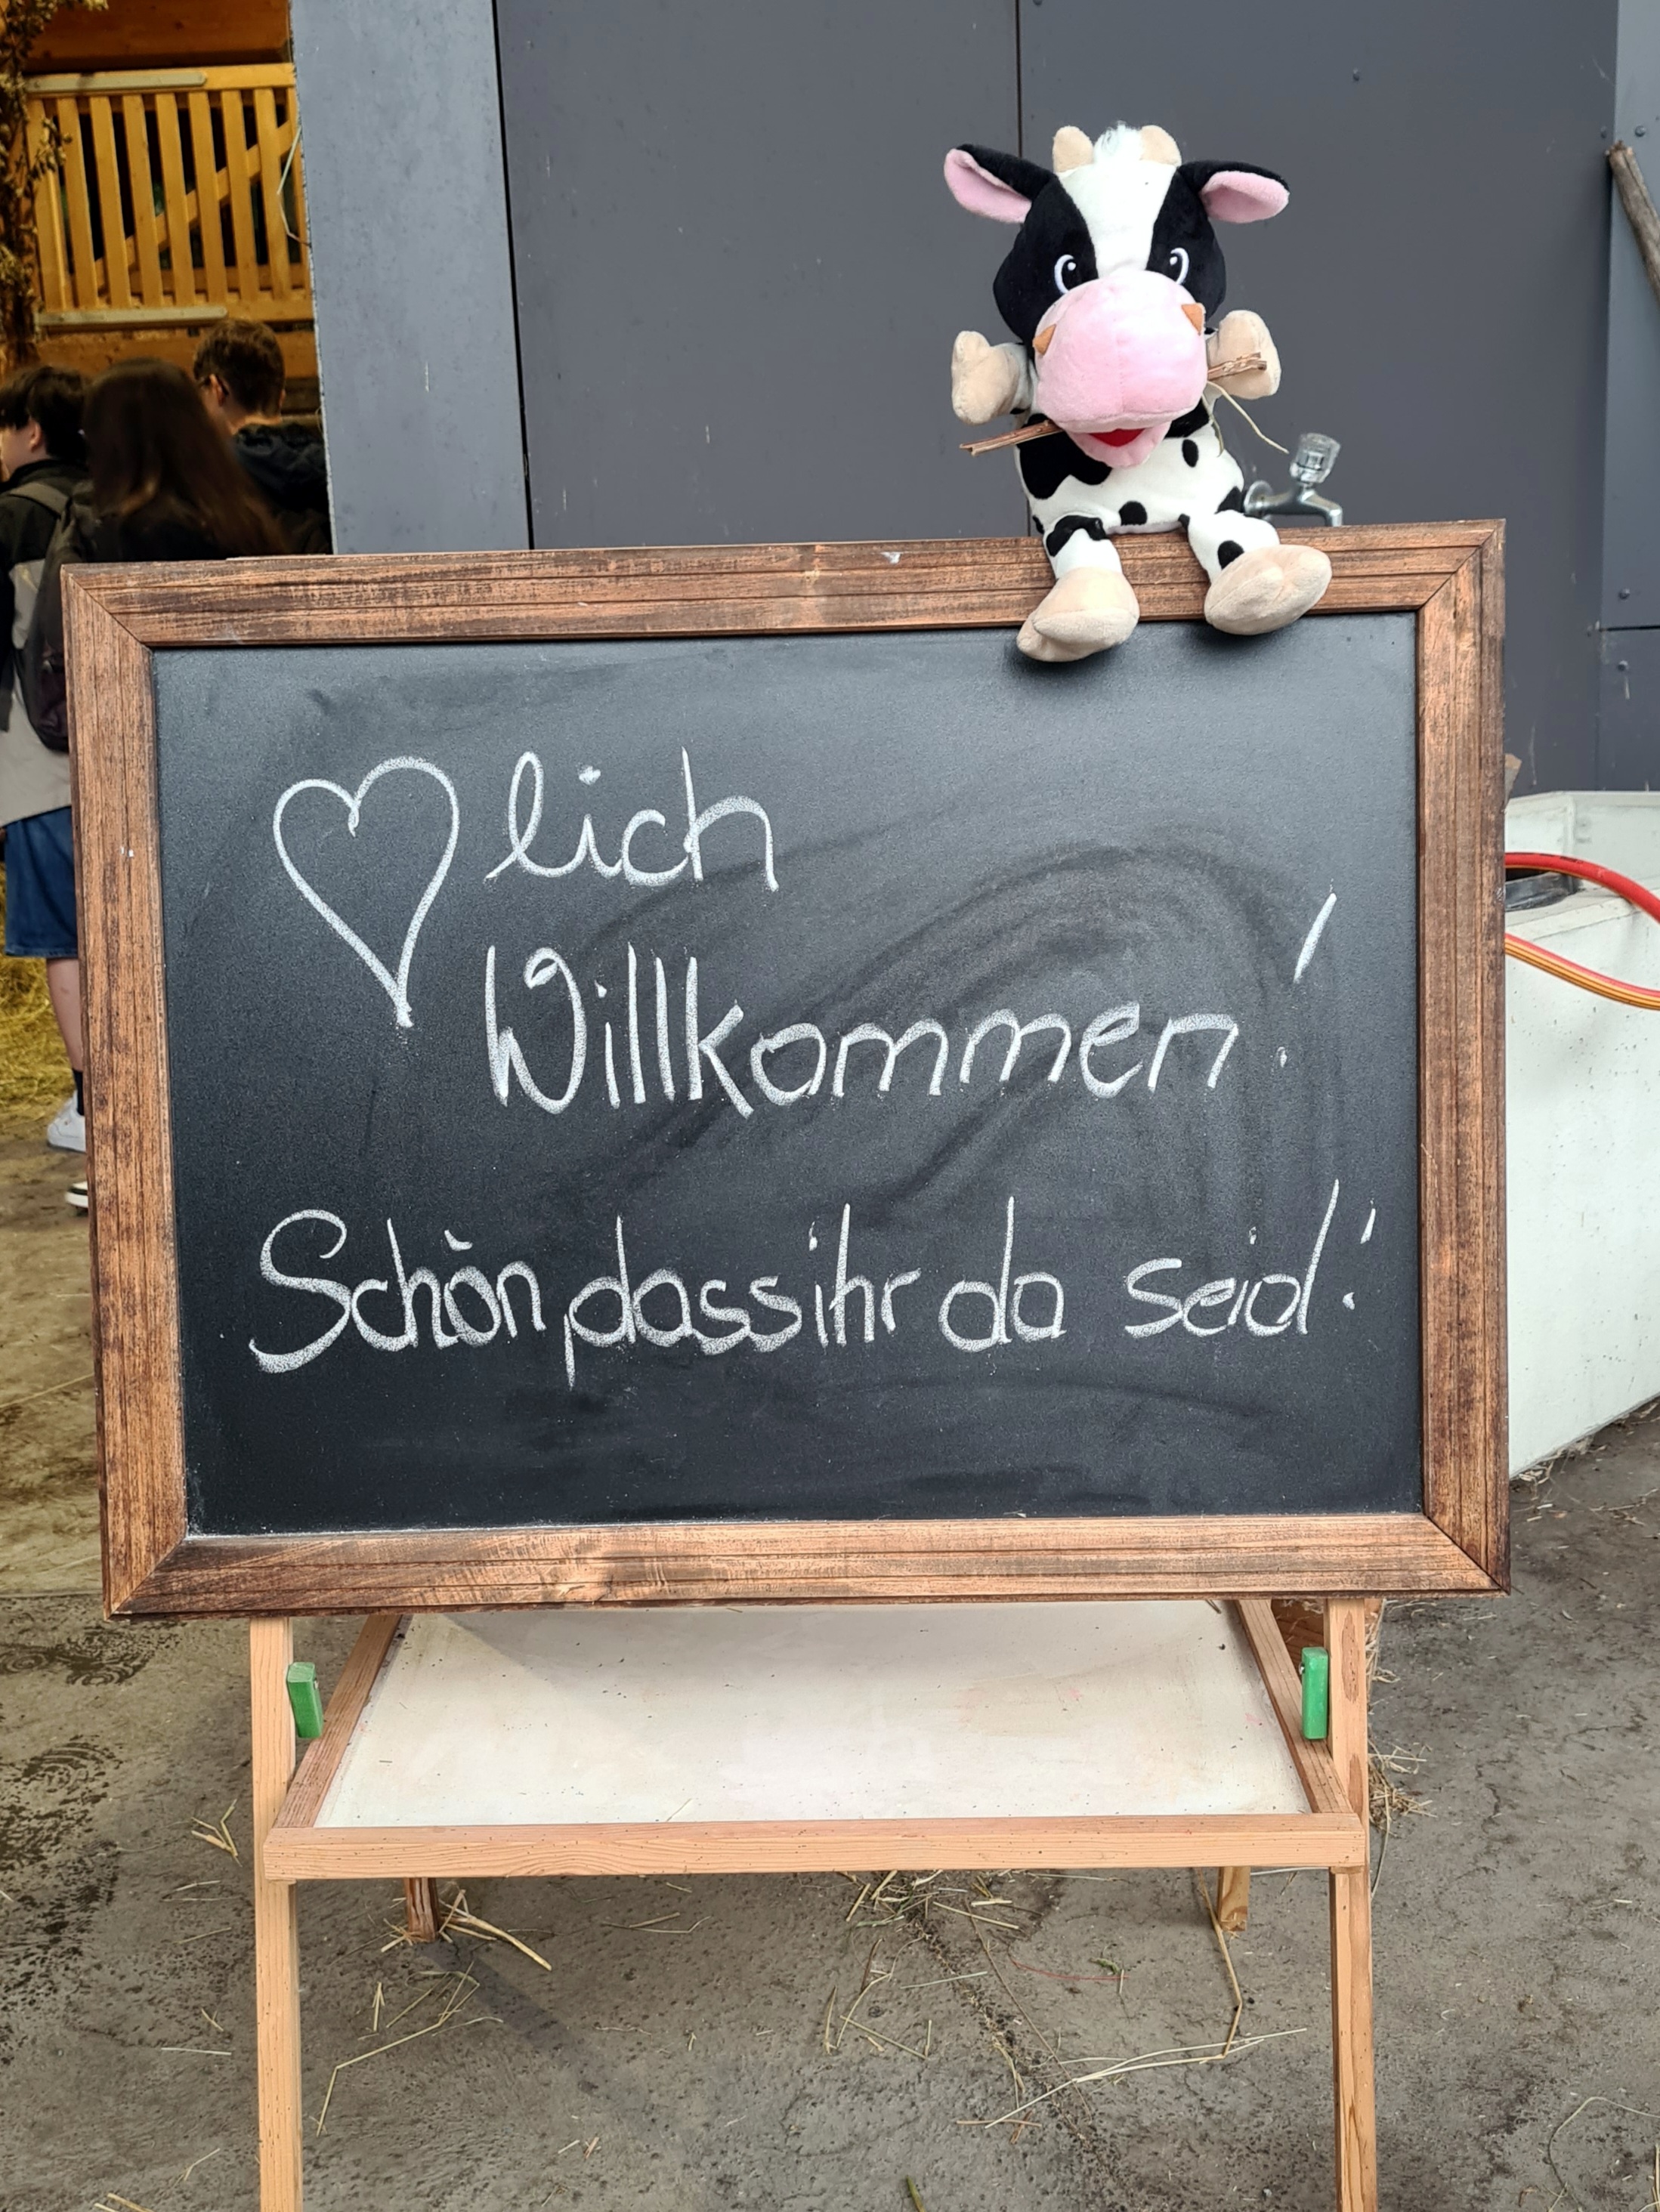 ♡lich
Willkommen!
Schön, dass ihr da seid!